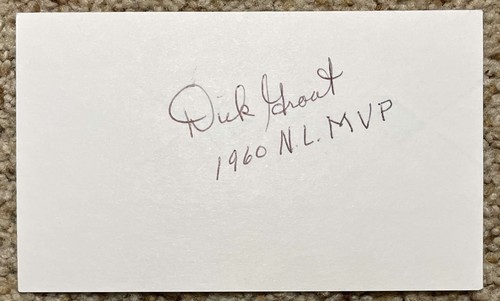 Dick Groat
1960 N.L. MVP